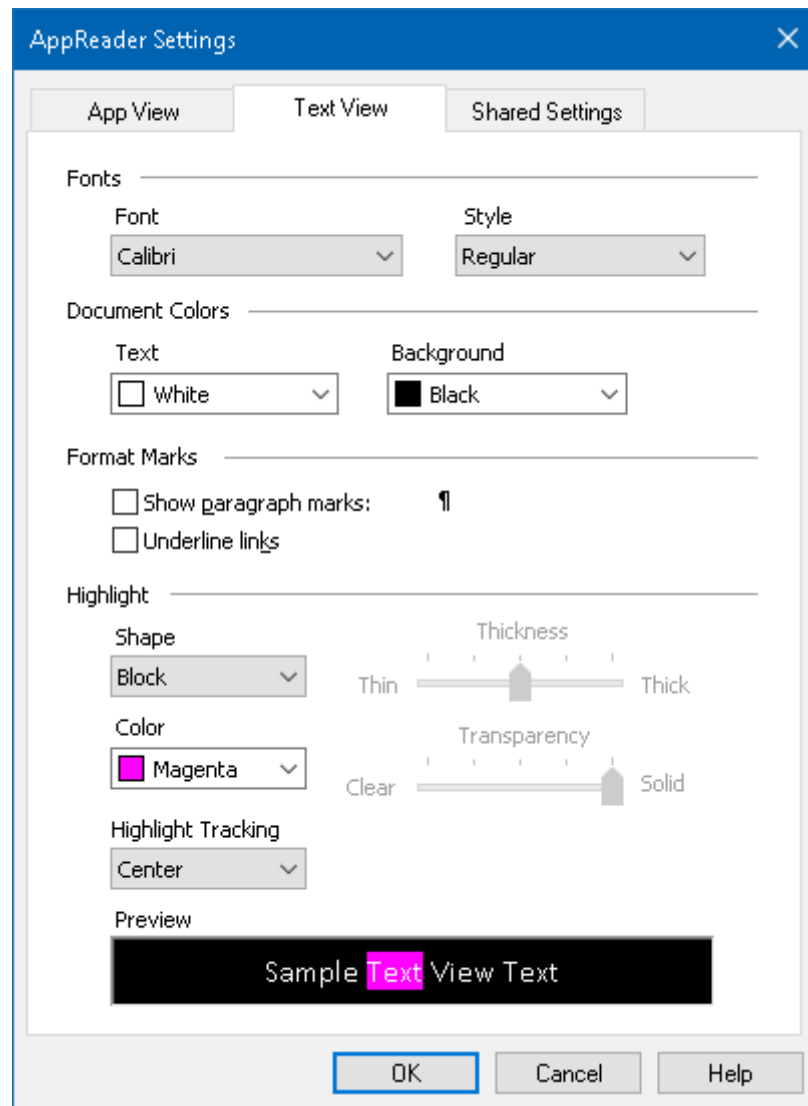 AppReader Settings
App View Text View Shared Settings
Fonts
Font Style
Calibri Regular
Document Colors
Text Background
White Black
Format Marks
Show paragraph marks: ¶
Underline links
Highlight
Shape Thickness
Block Thin Thick
Color Transparency
Magenta Clear Solid
Highlight Tracking
Center
Preview
Sample Text View Text
OK Cancel Help